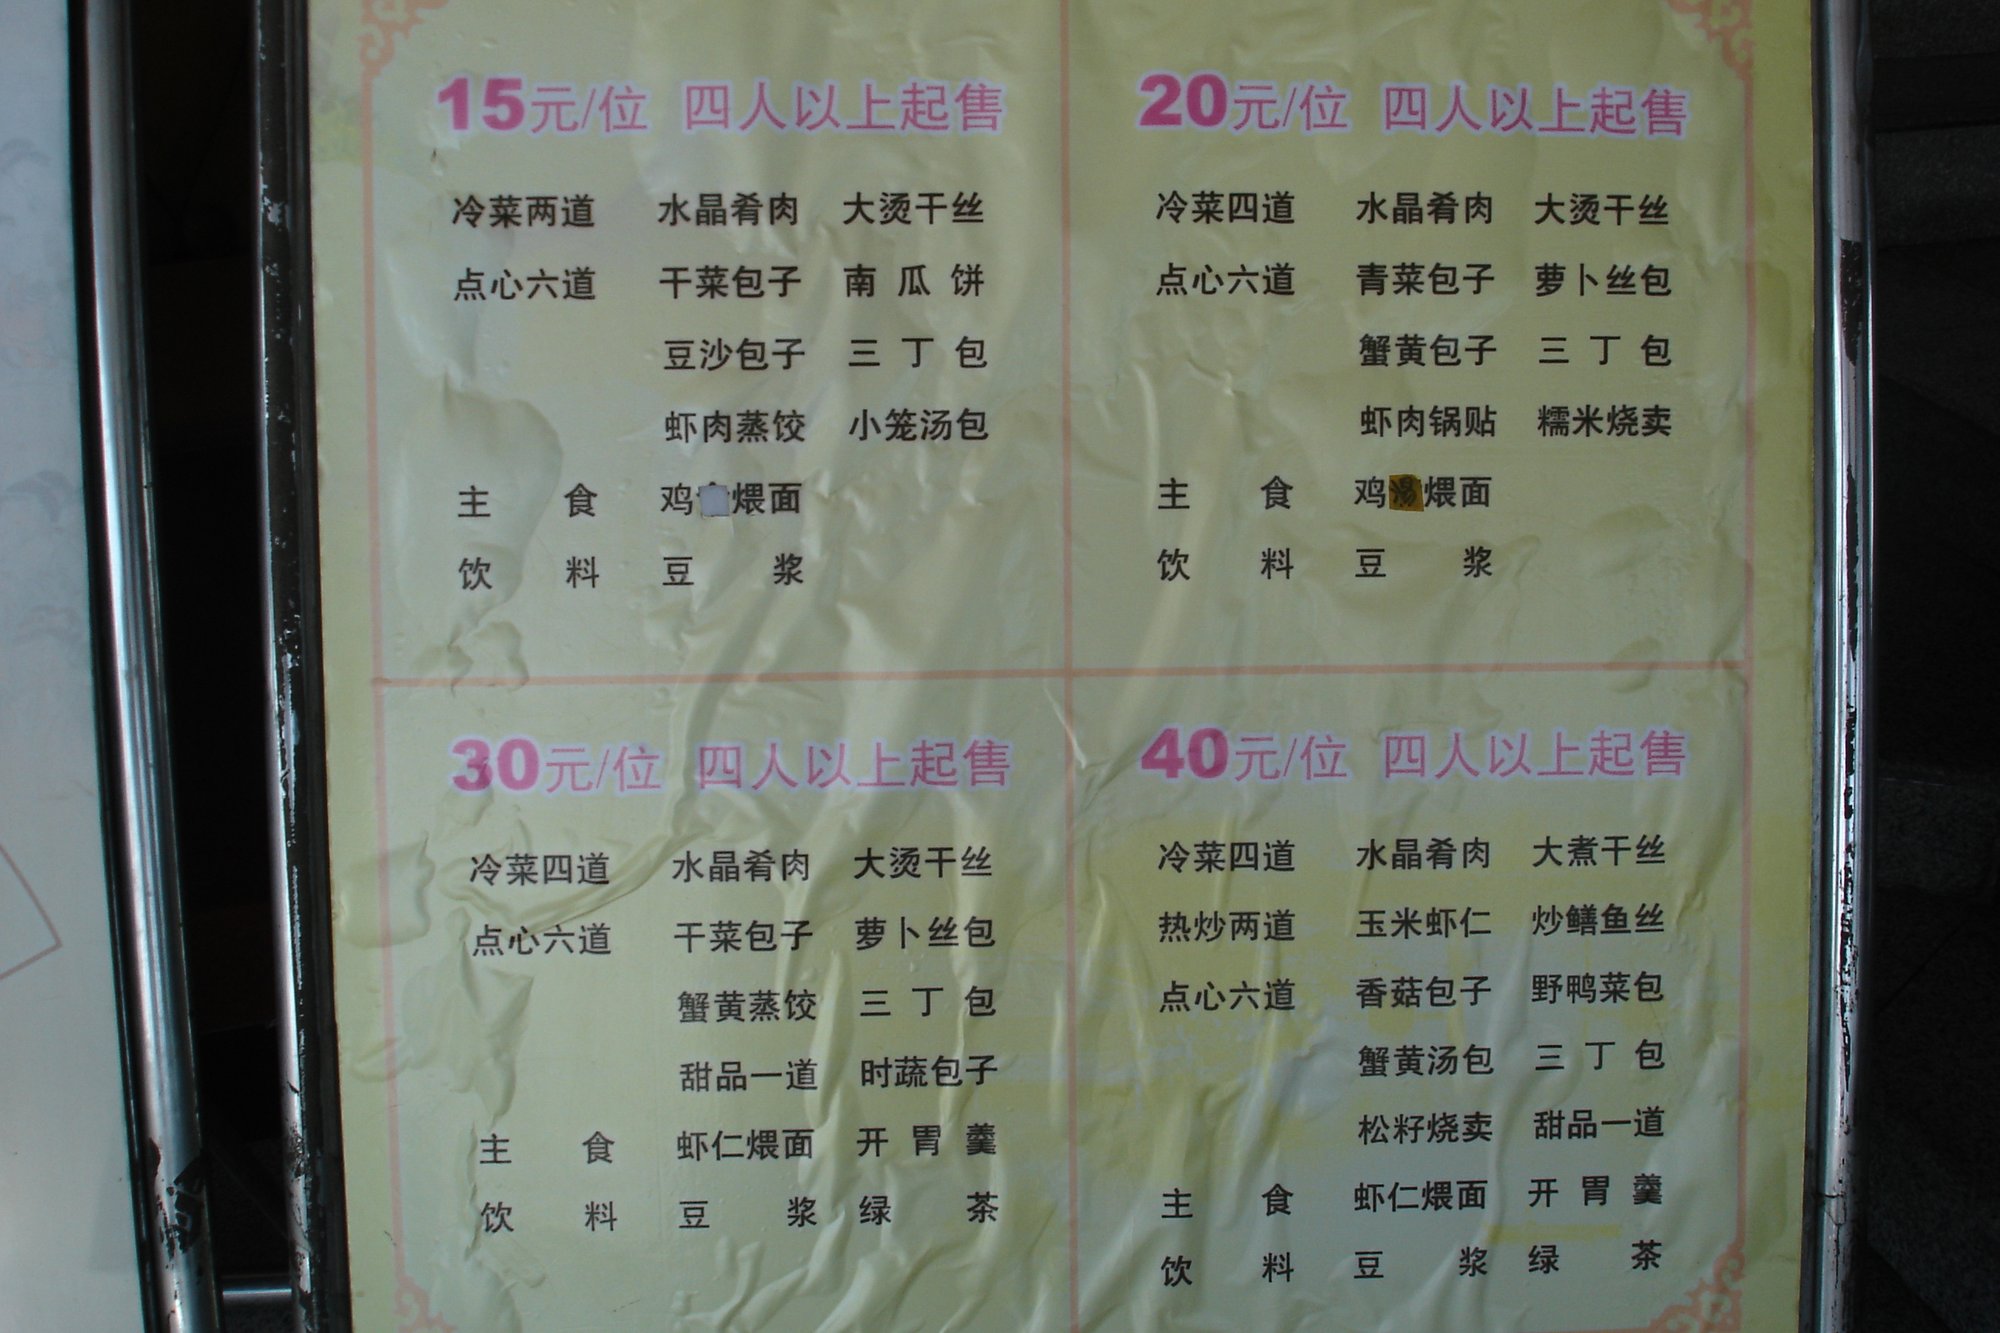 15元/位 四人以上起售
冷菜两道 水晶肴肉 大烫干丝
点心六道 干菜包子 南瓜饼
豆沙包子 三丁包
虾肉蒸饺 小笼汤包
主食 鸡 煨面
饮料 豆浆
20元/位 四人以上起售
冷菜四道 水晶肴肉 大烫干丝
点心六道 青菜包子 萝卜丝包
蟹黄包子 三丁包
虾肉锅贴 糯米烧卖
主食 鸡汤煨面
饮料 豆浆
30元/位 四人以上起售
冷菜四道 水晶肴肉 大烫干丝
点心六道 干菜包子 萝卜丝包
蟹黄蒸饺 三丁包
甜品一道 时蔬包子
主食 虾仁煨面 开胃羹
饮料 豆浆 绿茶
40元/位 四人以上起售
冷菜四道 水晶肴肉 大煮干丝
热炒两道 玉米虾仁 炒鳝鱼丝
点心六道 香菇包子 野鸭菜包
蟹黄汤包 三丁包
松籽烧卖 甜品一道
主食 虾仁煨面 开胃羹
饮料 豆浆 绿茶